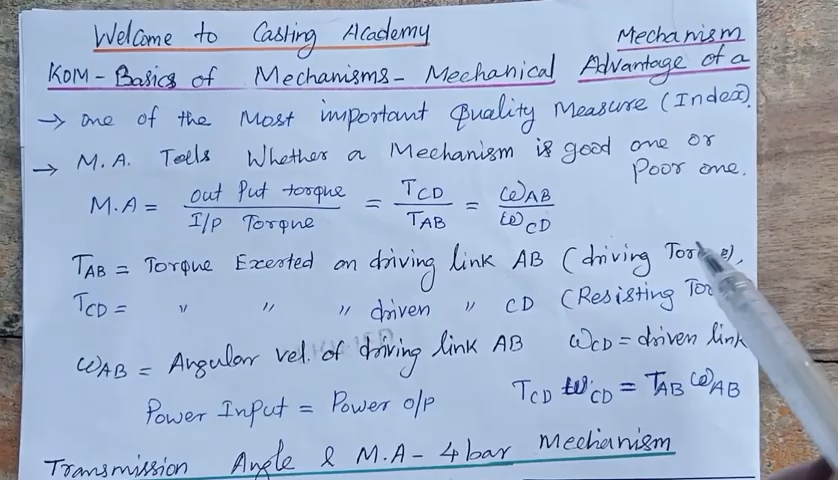 Welcome to Casting Academy
KOM - Basics of Mechanisms - Mechanical Advantage of a Mechanism
→ One of the Most important Quality Measure (Index).
→ M.A. Tells Whether a Mechanism is good one or Poor one.
M.A = out Put torque / I/P Torque = TCD / TAB = ωAB / ωCD
TAB = Torque Exerted on driving link AB (driving
TCD = " " " driven " CD (Resisting
ωAB = Angular vel. of driving link AB ωCD = driven link
Power Input = Power o/p TCD ωCD = TAB ωAB
Transmission Angle & M.A - 4 bar Mechanism